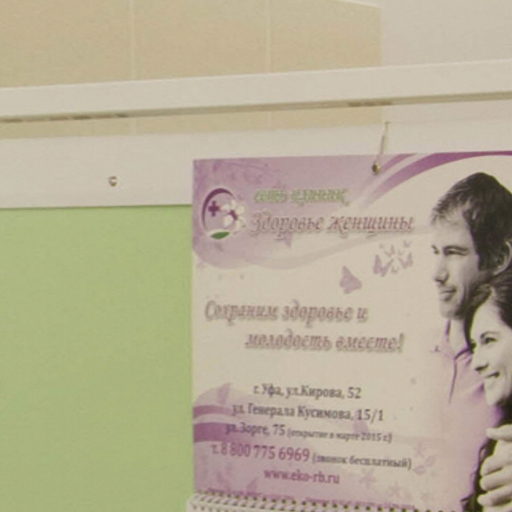 сеть клиник
Здоровье женщины
Сохраним здоровье и
молодость вместе!
г.Уфа, ул.Кирова, 52
ул. Генерала Кусимова, 15/1
ул.Зорге, 75 (открытие в марте 2015 г.)
т. 8 800 775 6969 (звонок бесплатный)
www.eko-rb.ru